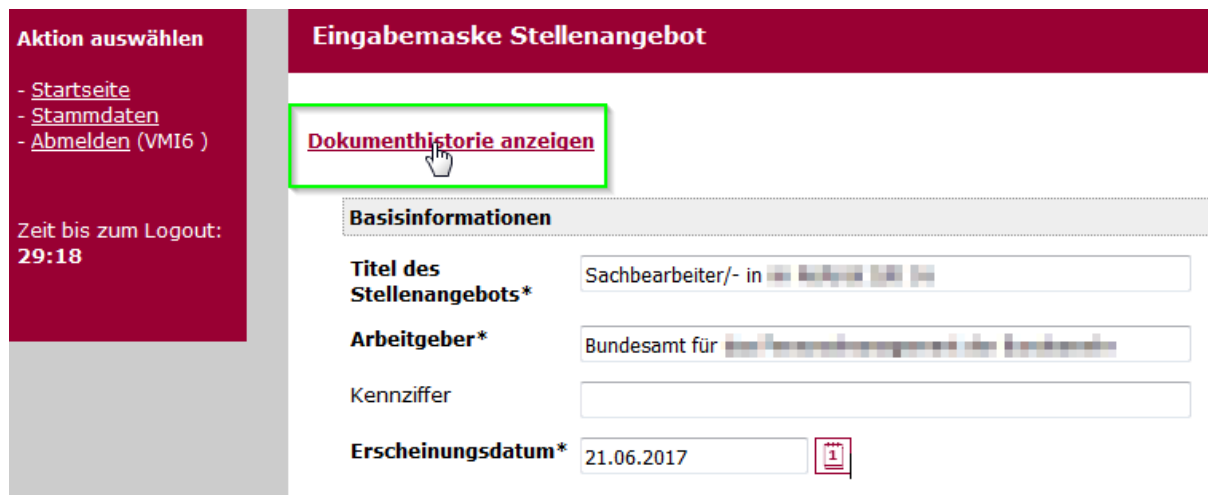 Aktion auswählen
- Startseite
- Stammdaten
- Abmelden (VMI6 )
Zeit bis zum Logout:
29:18
Eingabemaske Stellenangebot
Dokumenthistorie anzeigen
Basisinformationen
Titel des
Stellenangebots*
Sachbearbeiter/- in
Arbeitgeber*
Bundesamt für
Kennziffer
Erscheinungsdatum*
21.06.2017
1